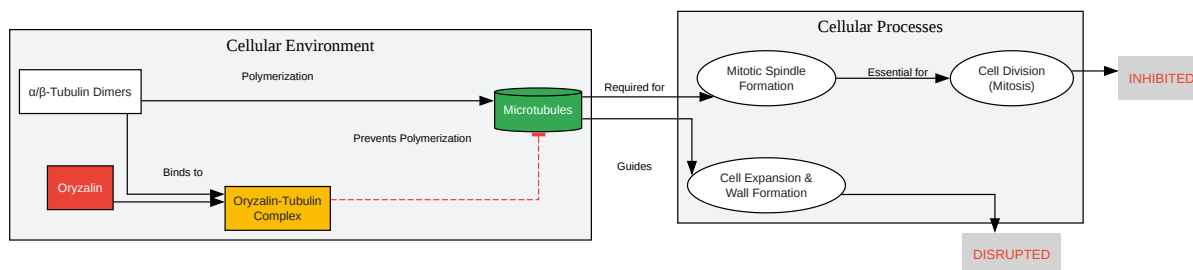 Cellular Environment
α/β-Tubulin Dimers
Polymerization
Microtubules
Prevents Polymerization
Oryzalin
Binds to
Oryzalin-Tubulin
Complex
Required for
Guides
Cellular Processes
Mitotic Spindle
Formation
Essential for
Cell Division
(Mitosis)
INHIBITED
Cell Expansion &
Wall Formation
DISRUPTED